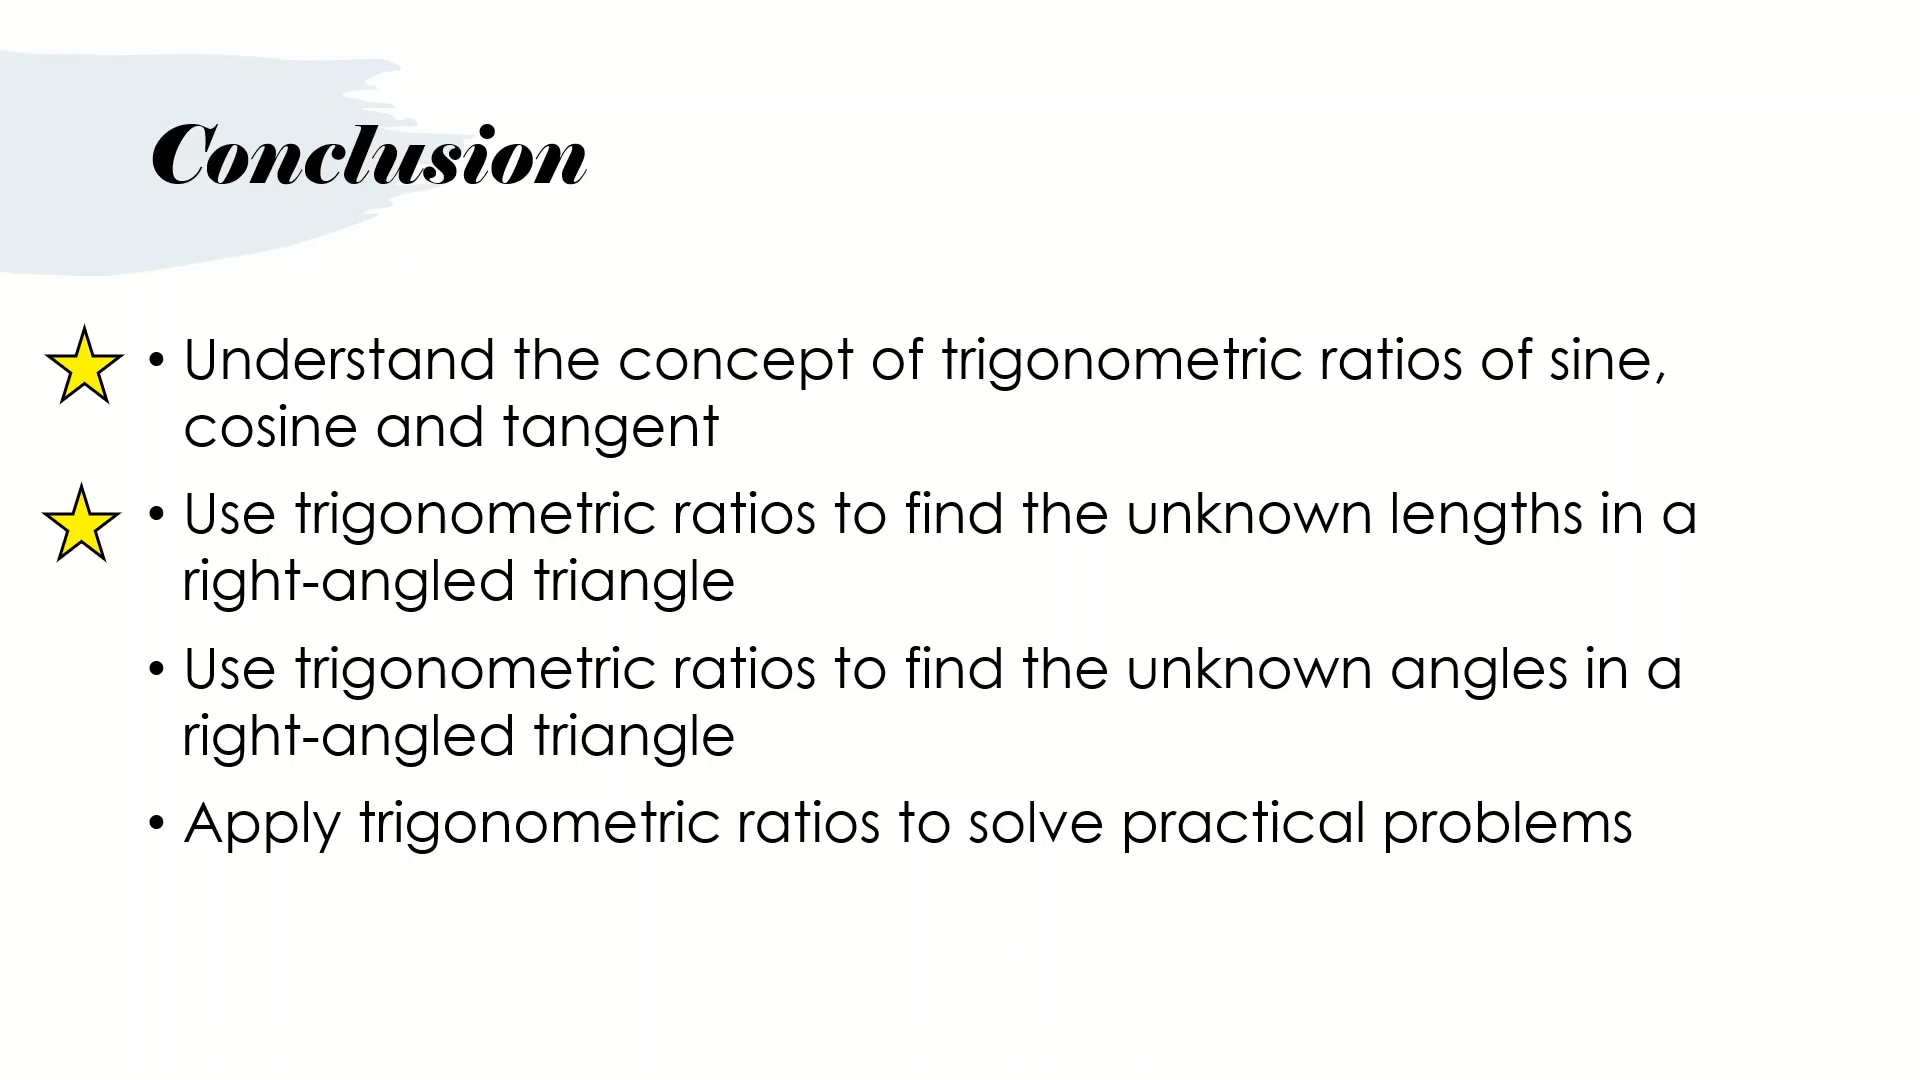 Conclusion
• Understand the concept of trigonometric ratios of sine,
cosine and tangent
• Use trigonometric ratios to find the unknown lengths in a
right-angled triangle
• Use trigonometric ratios to find the unknown angles in a
right-angled triangle
• Apply trigonometric ratios to solve practical problems